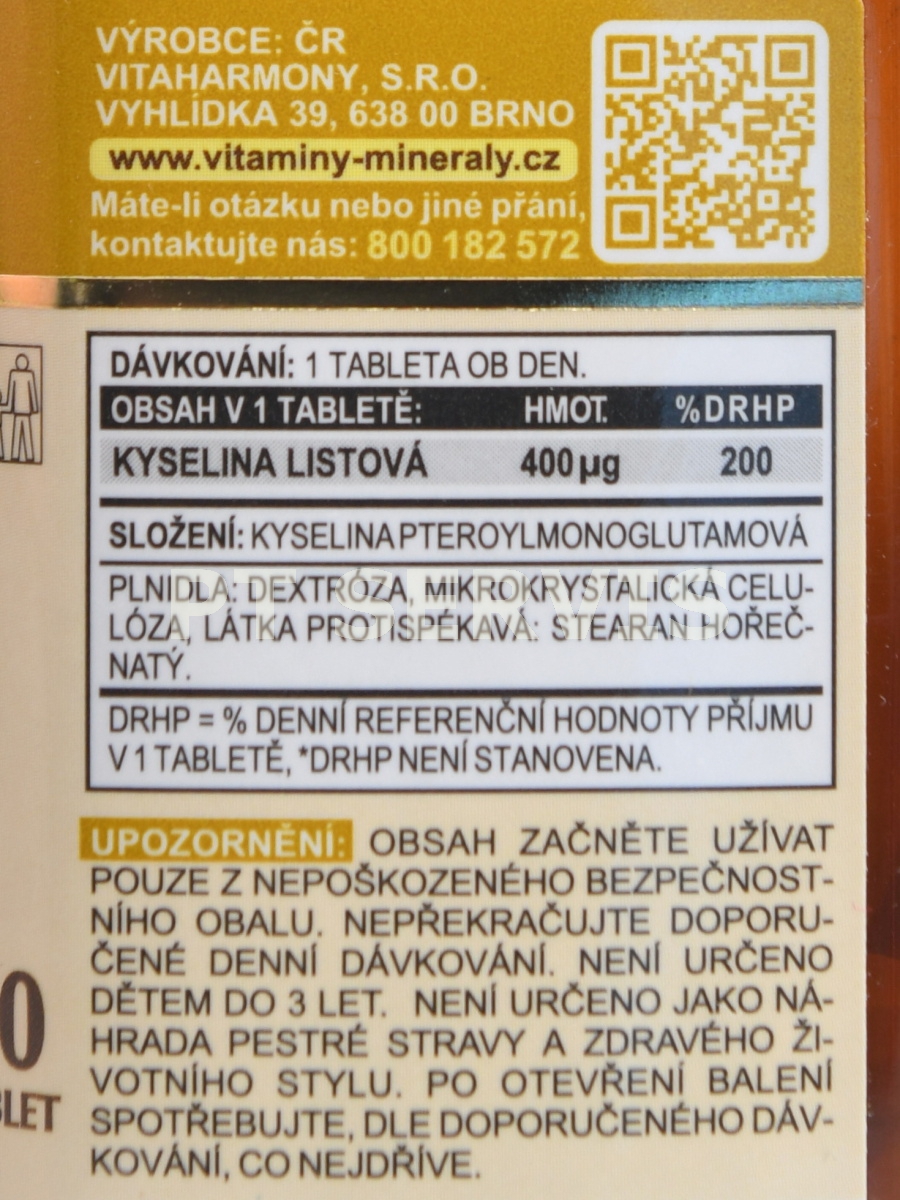 VÝROBCE: ČR
VITAHARMONY, S.R.O.
VYHLÍDKA 39, 638 00 BRNO
www.vitaminy-mineraly.cz
Máte-li otázku nebo jiné přání,
kontaktujte nás: 800 182 572
DÁVKOVÁNÍ: 1 TABLETA OB DEN.
OBSAH V 1 TABLETĚ: HMOT. %DRHP
KYSELINA LISTOVÁ 400 µg 200
SLOŽENÍ: KYSELINA PTEROYLMONOGLUTAMOVÁ
PLNIDLA: DEXTRÓZA, MIKROKRYSTALICKÁ CELU-
LÓZA, LÁTKA PROTISPÉKAVÁ: STEARAN HOŘEČ-
NATÝ.
PT SERVIS
DRHP = % DENNÍ REFERENČNÍ HODNOTY PŘÍJMU
V 1 TABLETĚ, *DRHP NENÍ STANOVENA.
UPOZORNĚNÍ: OBSAH ZAČNĚTE UŽÍVAT
POUZE Z NEPOŠKOZENÉHO BEZPEČNOST-
NÍHO OBALU. NEPŘEKRAČUJTE DOPORU-
ČENÉ DENNÍ DÁVKOVÁNÍ. NENÍ URČENO
DĚTEM DO 3 LET. NENÍ URČENO JAKO NÁ-
HRADA PESTRÉ STRAVY A ZDRAVÉHO ŽI-
VOTNÍHO STYLU. PO OTEVŘENÍ BALENÍ
SPOTŘEBUJTE, DLE DOPORUČENÉHO DÁV-
KOVÁNÍ, CO NEJDŘÍVE.
0
LET